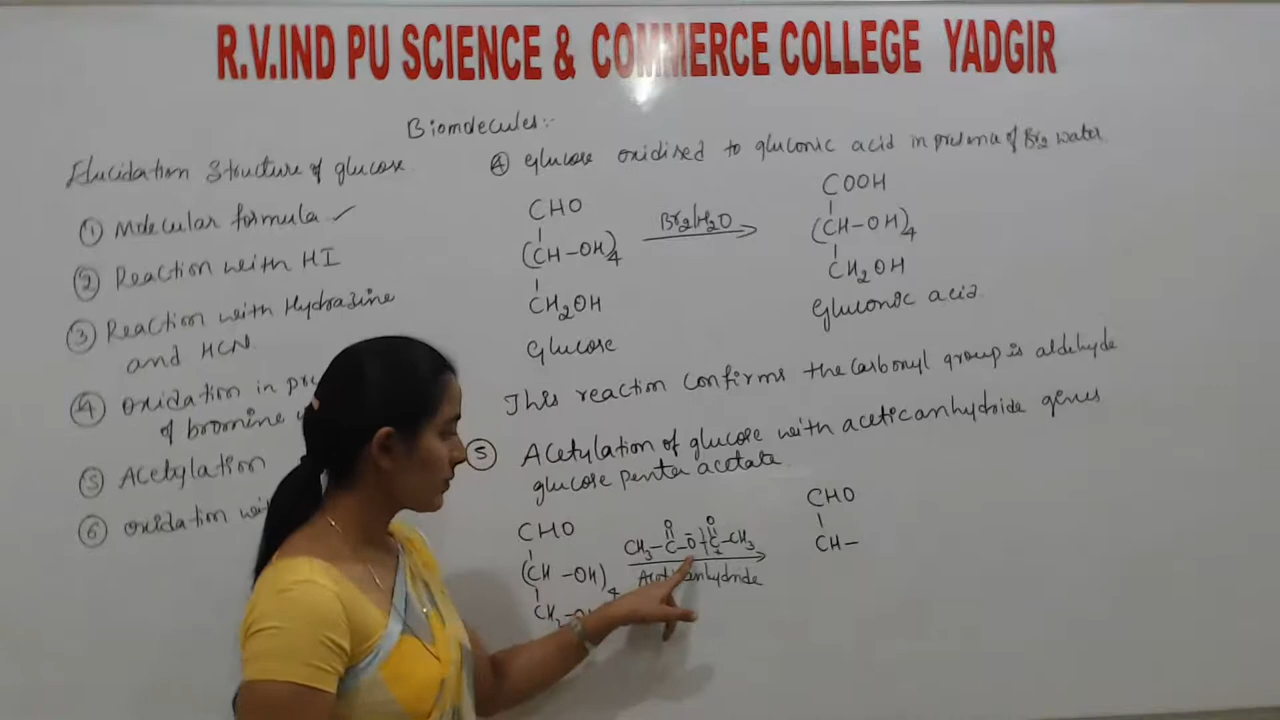 R.V.IND PU SCIENCE & COMMERCE COLLEGE YADGIR
Biomolecules:-
Elucidation Structure of glucose
① Molecular formula ✓
② Reaction with HI
③ Reaction with Hydrazine
and HCN
④ Oxidation in
of bromine
⑤ Acetylation
⑥ Oxidation
④ Glucose oxidised to gluconic acid in of Br2 water
CHO
(CH-OH)4
CH2OH
Glucose
Br2/H2O
COOH
(CH-OH)4
CH2OH
Gluconic acid
This reaction confirms the carbonyl group is aldehyde
⑤ Acetylation of glucose with aceticanhydride
glucose penta acetate
CHO
(CH-OH)4
CH2-
CH3-C-O-C-CH3
CHO
CH-